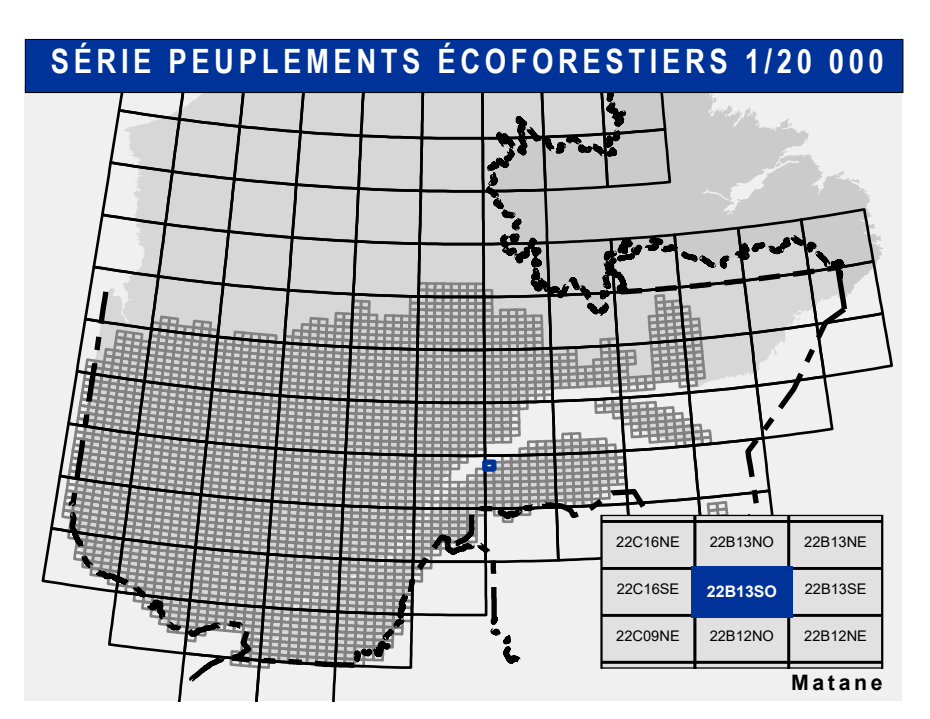 SÉRIE PEUPLEMENTS ÉCOFORESTIERS 1/20 000
22C16NE 22B13NO 22B13NE
22C16SE 22B13SO 22B13SE
22C09NE 22B12NO 22B12NE
Matane